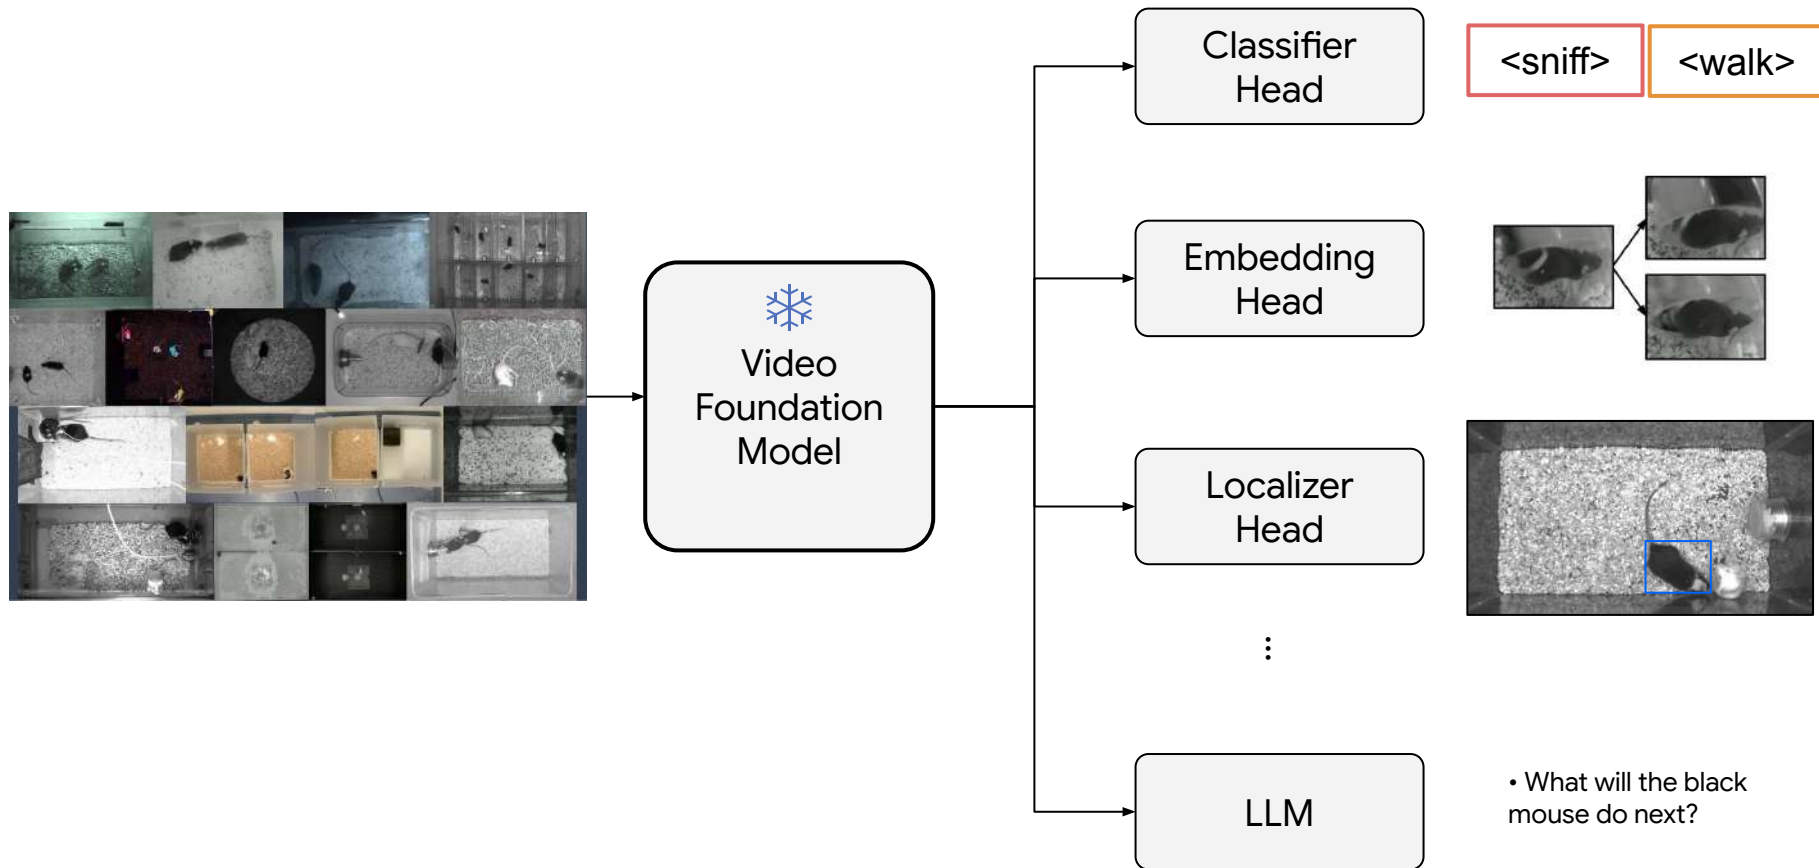 Classifier
Head
<sniff>
<walk>
Embedding
Head
Video
Foundation
Model
Localizer
Head
⋮
LLM
• What will the black
mouse do next?